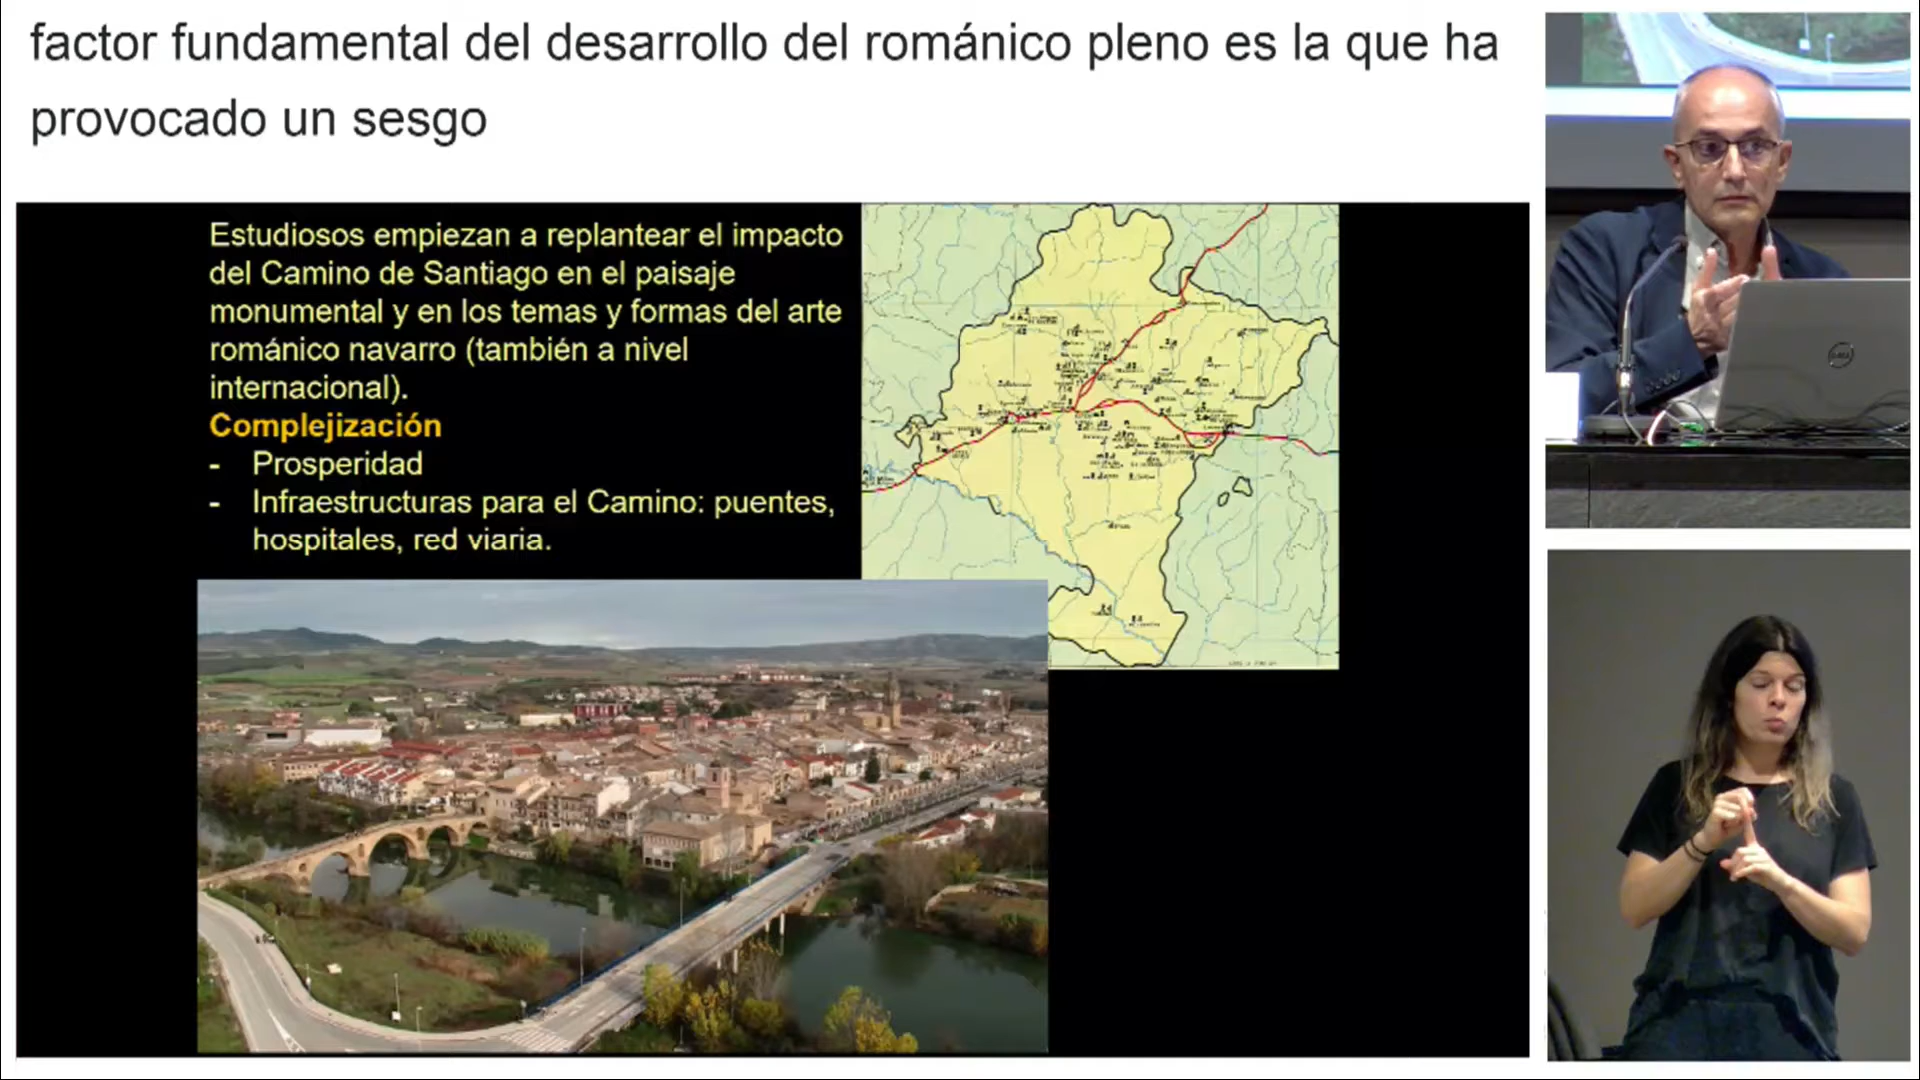 factor fundamental del desarrollo del románico pleno es la que ha
provocado un sesgo
Estudiosos empiezan a replantear el impacto
del Camino de Santiago en el paisaje
monumental y en los temas y formas del arte
románico navarro (también a nivel
internacional).
Complejización
- Prosperidad
- Infraestructuras para el Camino: puentes,
hospitales, red viaria.
DELL